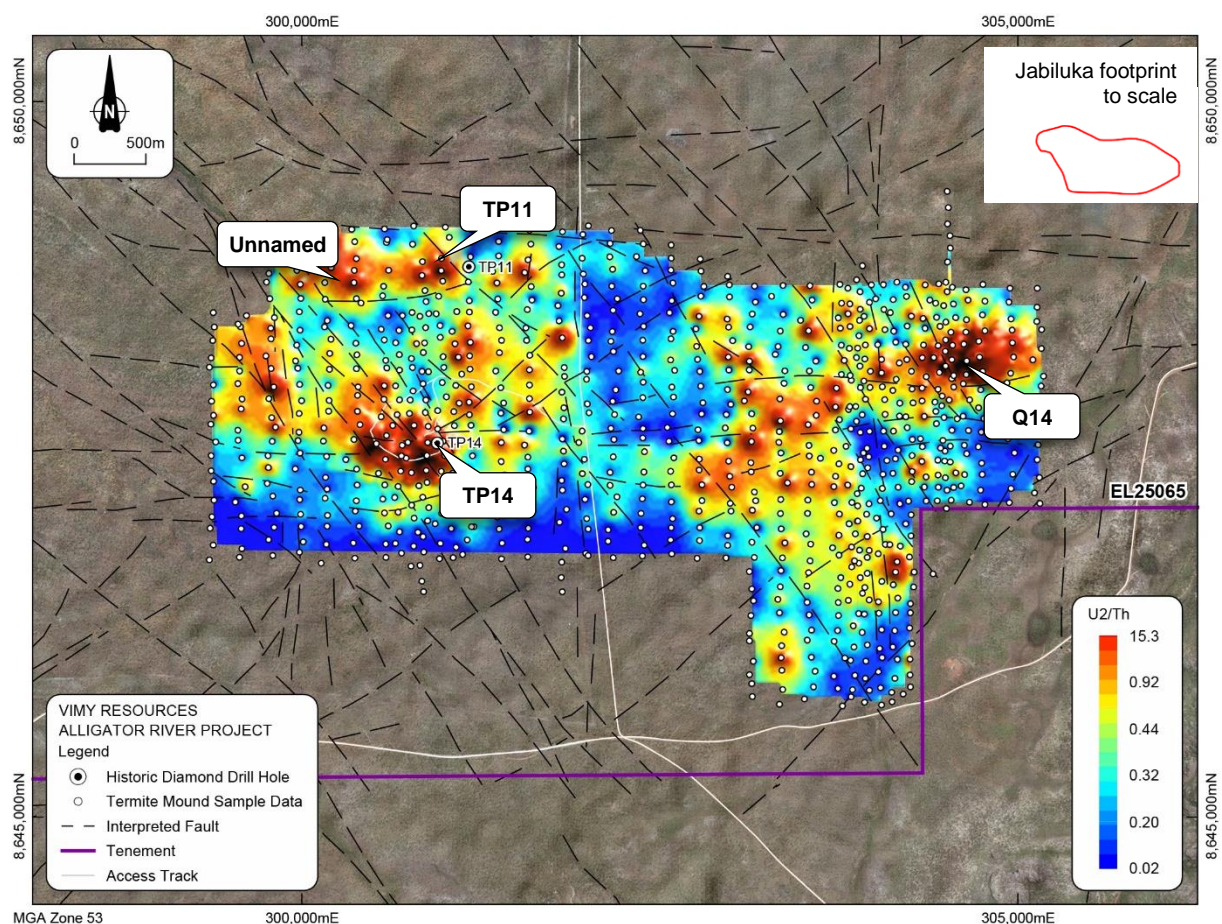 300,000mE
305,000mE
8,650,000mN
8,650,000mN
N
0 500m
Jabiluka footprint
to scale
TP11
Unnamed
TP11
TP14
TP14
Q14
EL25065
U2/Th
15.3
0.92
0.44
0.32
0.20
0.02
VIMY RESOURCES
ALLIGATOR RIVER PROJECT
Legend
Historic Diamond Drill Hole
Termite Mound Sample Data
Interpreted Fault
Tenement
Access Track
8,645,000mN
8,645,000mN
MGA Zone 53
300,000mE
305,000mE